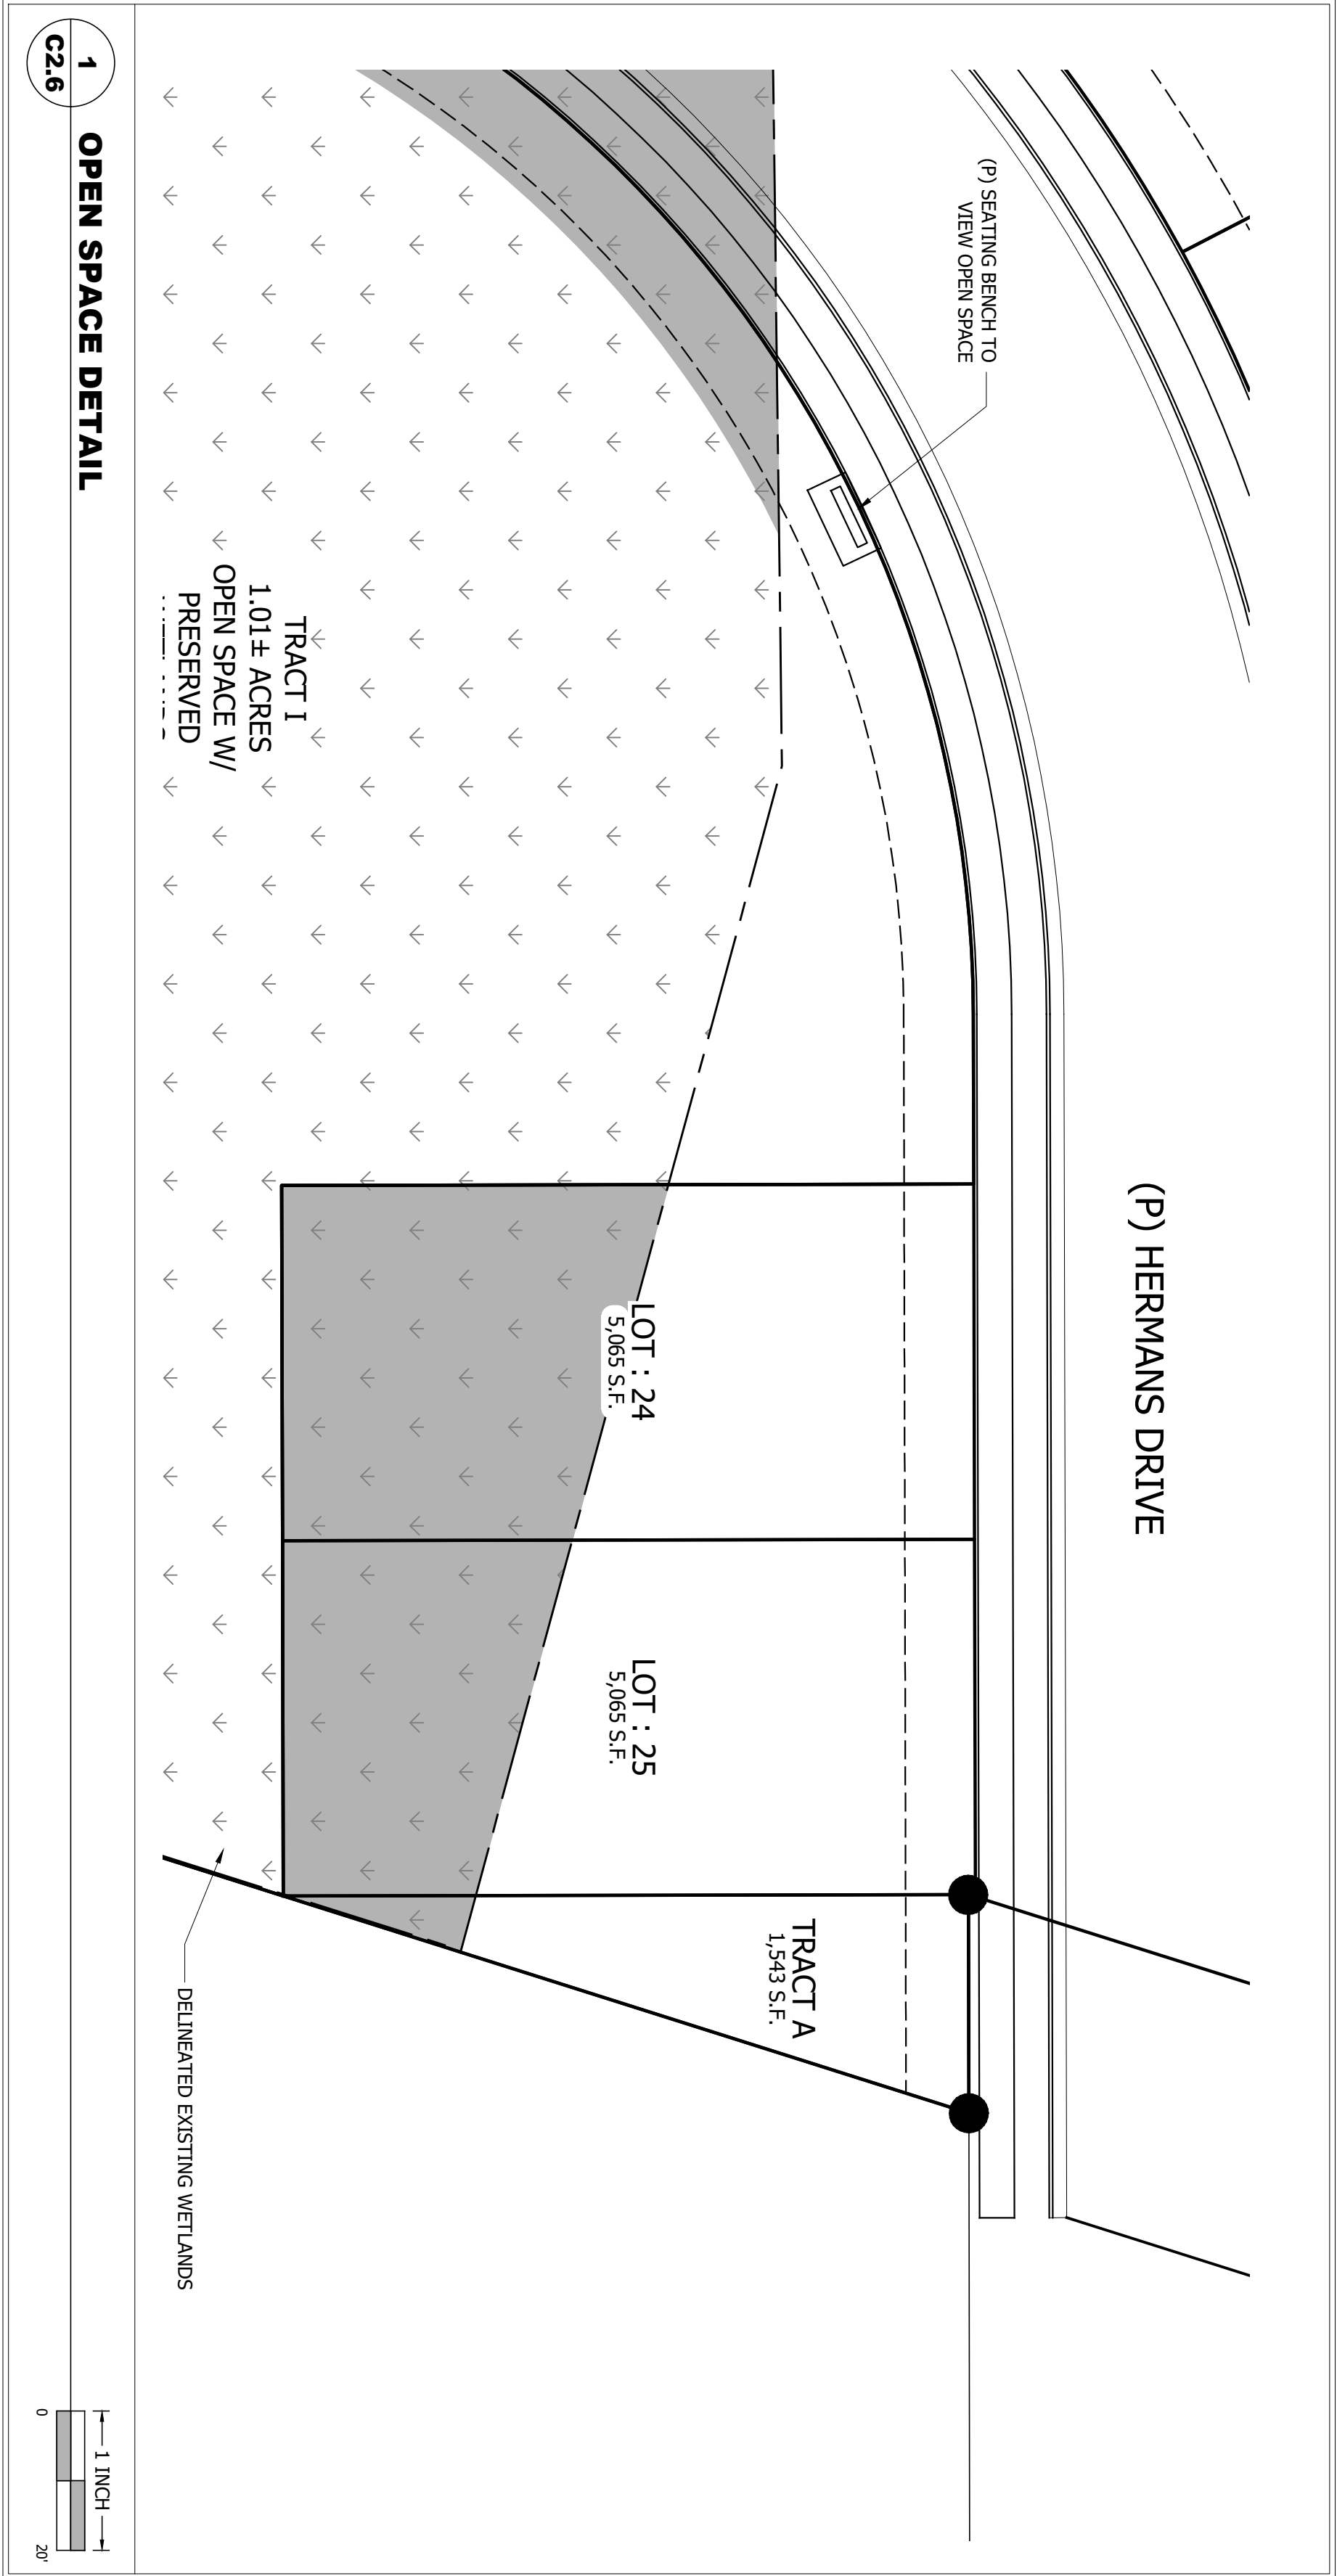 (P) HERMANS DRIVE
(P) SEATING BENCH TO
VIEW OPEN SPACE
TRACT A
1,543 S.F.
LOT : 24
5,065 S.F.
LOT : 25
5,065 S.F.
TRACT I
1.01± ACRES
OPEN SPACE W/
PRESERVED
DELINEATED EXISTING WETLANDS
1
C2.6
OPEN SPACE DETAIL
1 INCH
0
20'